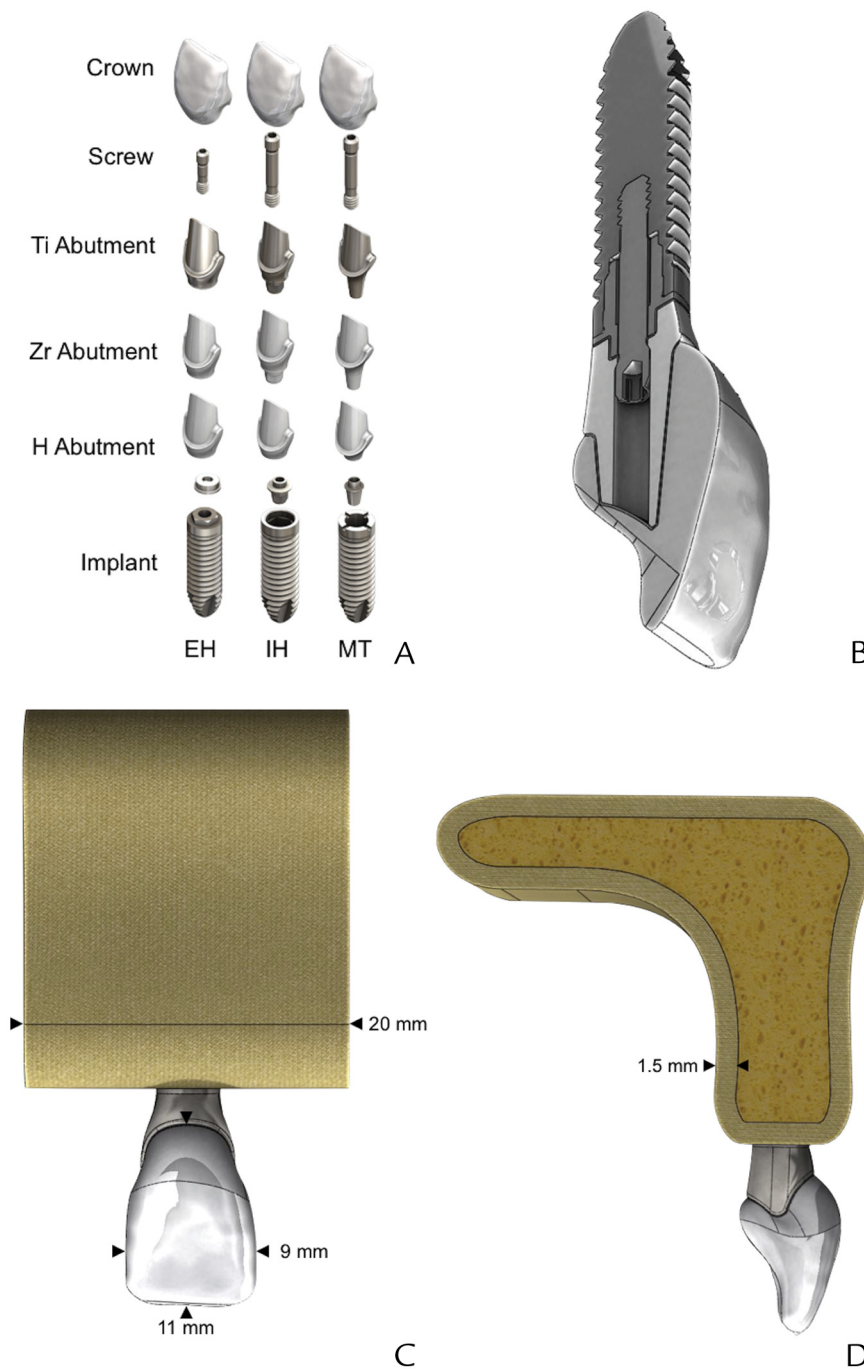 Crown
Screw
Ti Abutment
Zr Abutment
H Abutment
Implant
EH IH MT
A
B
20 mm
1.5 mm
9 mm
11 mm
C
D